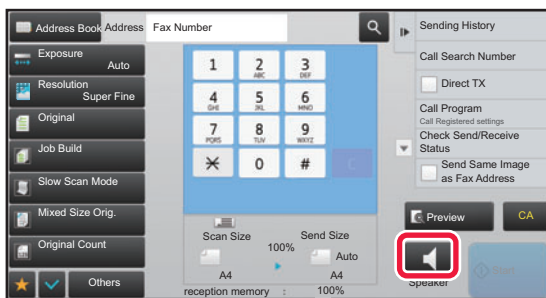 Address Book
Address
Fax Number
Exposure
Auto
Resolution
Super Fine
Original
Job Build
Slow Scan Mode
Mixed Size Orig.
Original Count
Others
1
2
ABC
3
DEF
4
GHI
5
JKL
6
MNO
7
PQRS
8
TUV
9
WXYZ
0
#
C
Scan Size
A4
100%
Send Size
Auto
A4
reception memory : 100%
Sending History
Call Search Number
Direct TX
Call Program
Call Registered settings
Check Send/Receive
Status
Send Same Image
as Fax Address
Preview
CA
Speaker
Start